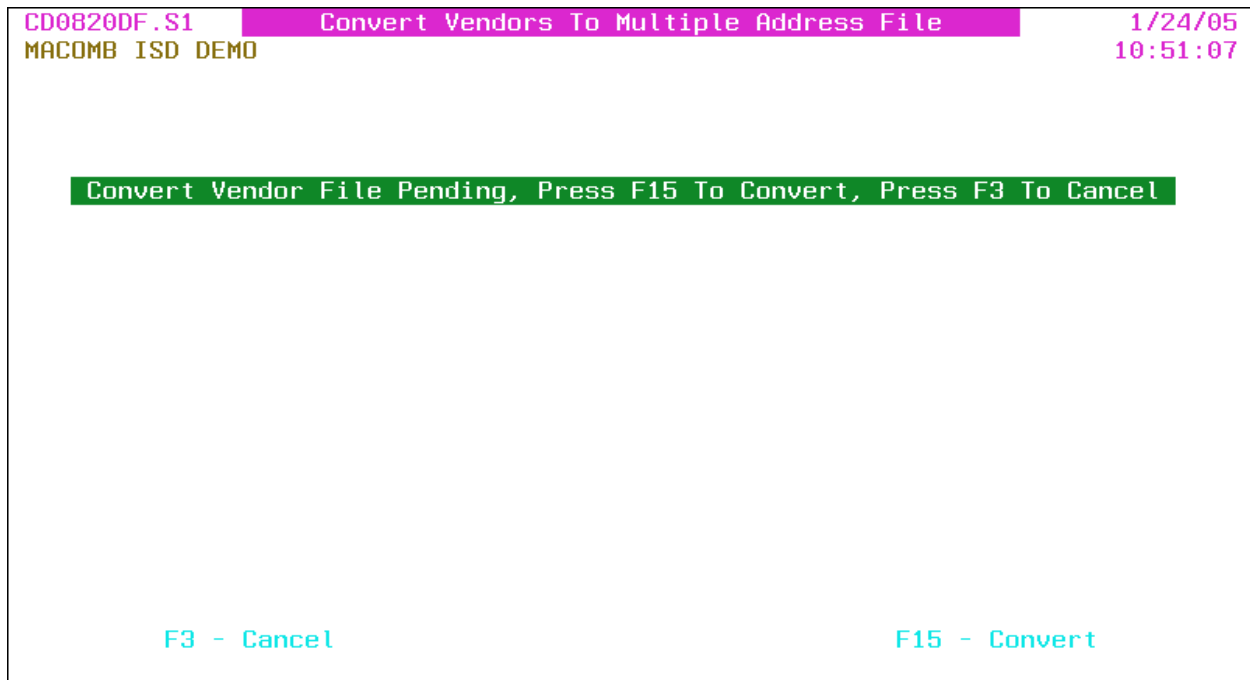 CD0820DF.S1 Convert Vendors To Multiple Address File 1/24/05
MACOMB ISD DEMO 10:51:07
Convert Vendor File Pending, Press F15 To Convert, Press F3 To Cancel
F3 - Cancel F15 - Convert